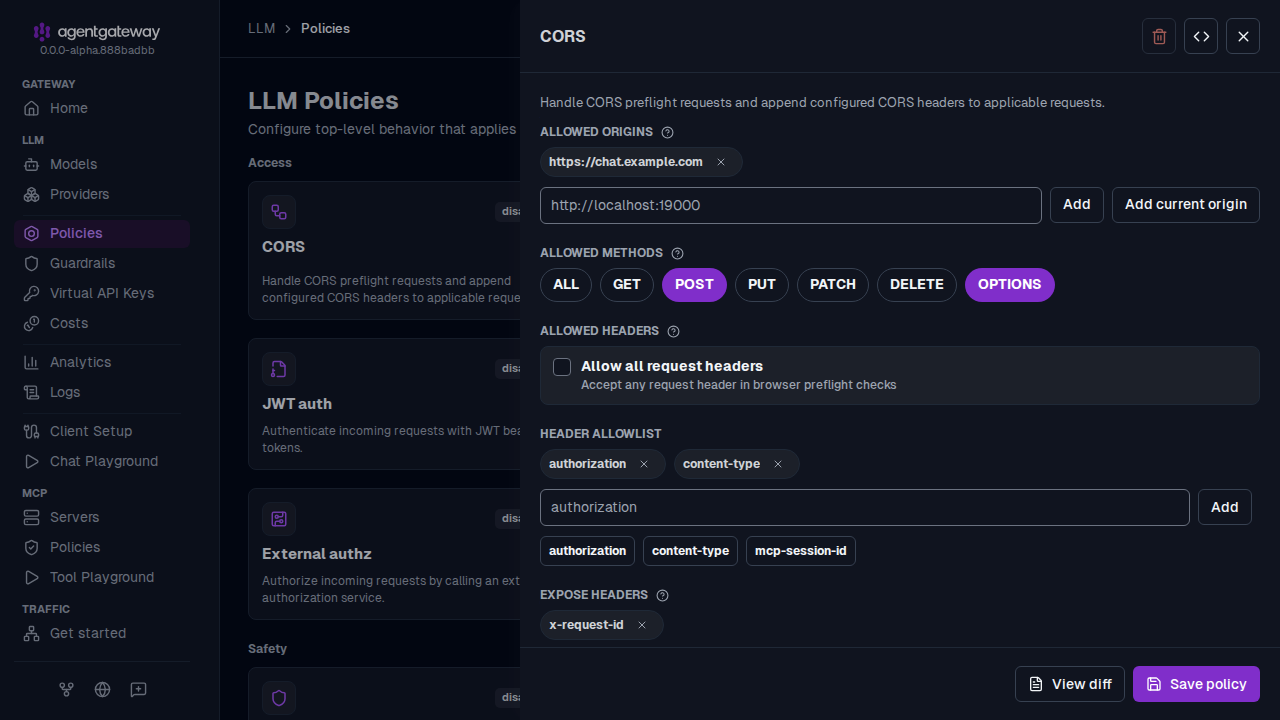 agentgateway
0.0.0-alpha.888badbb
GATEWAY
Home
LLM
Models
Providers
Policies
Guardrails
Virtual API Keys
Costs
Analytics
Logs
Client Setup
Chat Playground
MCP
Servers
Policies
Tool Playground
TRAFFIC
Get started
LLM > Policies
LLM Policies
Configure top-level behavior that applies
Access
disa
CORS
Handle CORS preflight requests and append
configured CORS headers to applicable reque
disa
JWT auth
Authenticate incoming requests with JWT bea
tokens.
disa
External authz
Authorize incoming requests by calling an ext
authorization service.
Safety
disa
CORS
Handle CORS preflight requests and append configured CORS headers to applicable requests.
ALLOWED ORIGINS
https://chat.example.com
http://localhost:19000
Add
Add current origin
ALLOWED METHODS
ALL GET POST PUT PATCH DELETE OPTIONS
ALLOWED HEADERS
Allow all request headers
Accept any request header in browser preflight checks
HEADER ALLOWLIST
authorization content-type
authorization
Add
authorization content-type mcp-session-id
EXPOSE HEADERS
x-request-id
View diff
Save policy